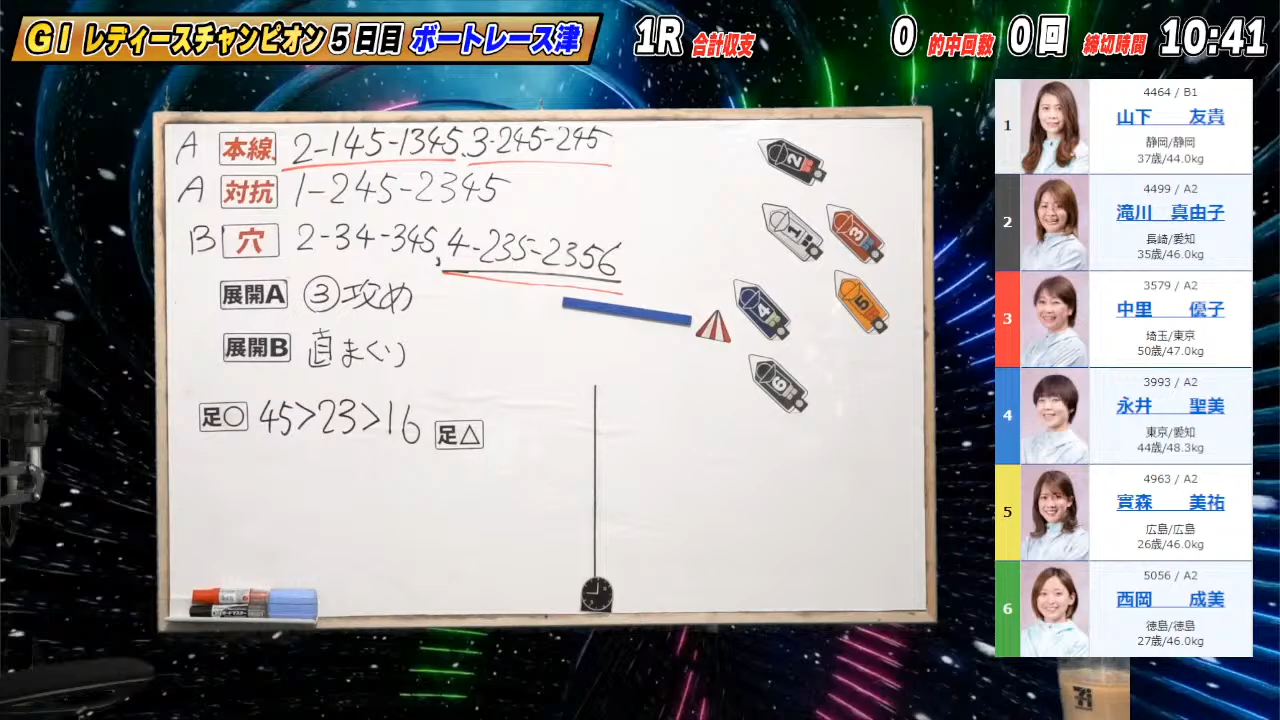 GⅠ レディースチャンピオン 5日目 ボートレース津
1R 合計収支 0 的中回数 0回 締切時間 10:41
A 本線 2-145-1345, 3-245-245
A 対抗 1-245-2345
B 穴 2-34-345, 4-235-2356
展開A ③攻め
展開B 直まくり
足○ 45>23>16 足△
2
1
3
4
5
6
1
4464 / B1
山下 友貴
静岡/静岡
37歳/44.0kg
2
4499 / A2
滝川 真由子
長崎/愛知
35歳/46.0kg
3
3579 / A2
中里 優子
埼玉/東京
50歳/47.0kg
4
3993 / A2
永井 聖美
東京/愛知
44歳/48.3kg
5
4963 / A2
實森 美祐
広島/広島
26歳/46.0kg
6
5056 / A2
西岡 成美
徳島/徳島
27歳/46.0kg